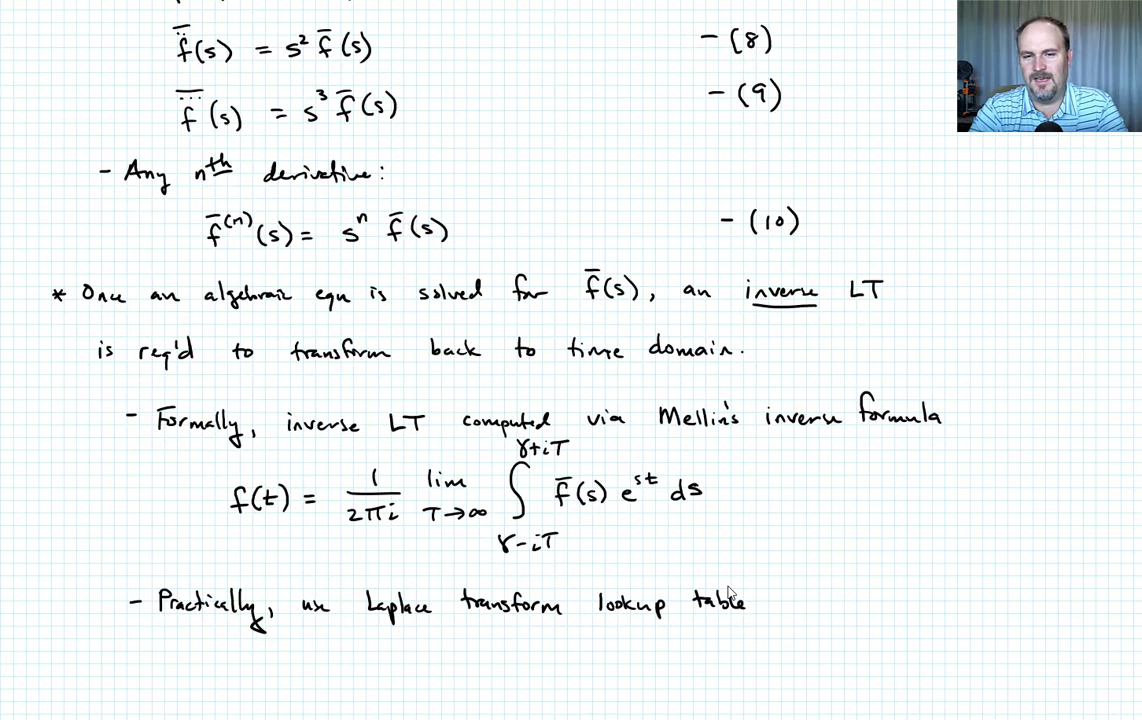 f̈̄(s) = s² f̄(s) - (8)
f⃛̄(s) = s³ f̄(s) - (9)
- Any nth derivative:
f̄⁽ⁿ⁾(s) = sⁿ f̄(s) - (10)
* Once an algebraic eqn is solved for f̄(s), an inverse LT
is req'd to transform back to time domain.
- Formally, inverse LT computed via Mellin's inverse formula
f(t) = 1/(2πi) lim T→∞ ∫ γ-iT γ+iT f̄(s) e^st ds
- Practically, use Laplace transform lookup table